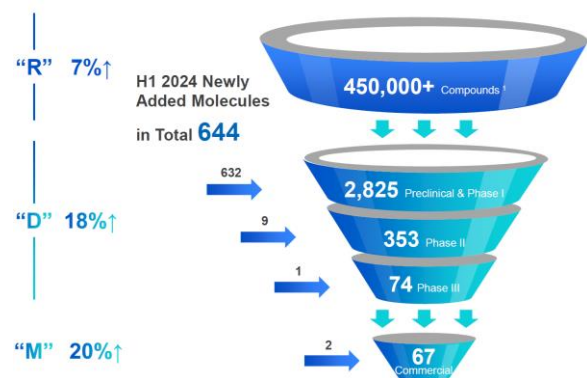 “R” 7%↑
H1 2024 Newly
Added Molecules
in Total 644
450,000+ Compounds 1
632
2,825 Preclinical & Phase I
“D” 18%↑
9
353 Phase II
1
74 Phase III
“M” 20%↑
2
67
Commercial